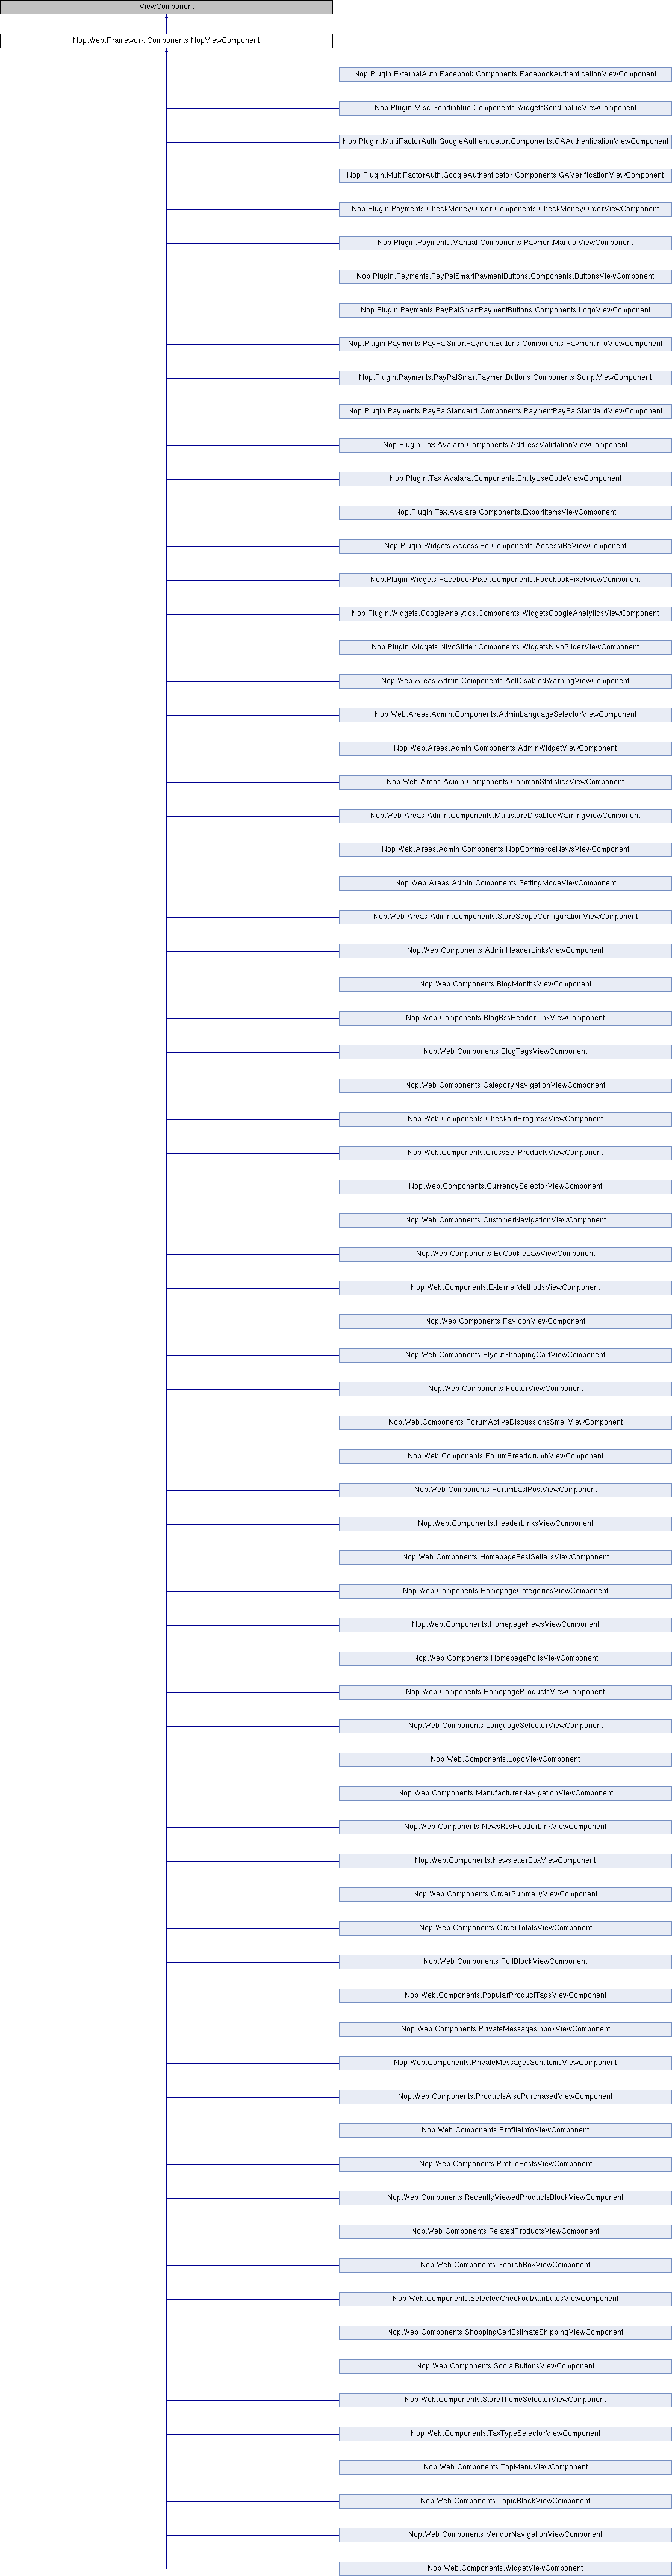 ViewComponent
Nop.Web.Framework.Components.NopViewComponent
Nop.Plugin.ExternalAuth.Facebook.Components.FacebookAuthenticationViewComponent
Nop.Plugin.Misc.Sendinblue.Components.WidgetsSendinblueViewComponent
Nop.Plugin.MultiFactorAuth.GoogleAuthenticator.Components.GAAuthenticationViewComponent
Nop.Plugin.MultiFactorAuth.GoogleAuthenticator.Components.GAVerificationViewComponent
Nop.Plugin.Payments.CheckMoneyOrder.Components.CheckMoneyOrderViewComponent
Nop.Plugin.Payments.Manual.Components.PaymentManualViewComponent
Nop.Plugin.Payments.PayPalSmartPaymentButtons.Components.ButtonsViewComponent
Nop.Plugin.Payments.PayPalSmartPaymentButtons.Components.LogoViewComponent
Nop.Plugin.Payments.PayPalSmartPaymentButtons.Components.PaymentInfoViewComponent
Nop.Plugin.Payments.PayPalSmartPaymentButtons.Components.ScriptViewComponent
Nop.Plugin.Payments.PayPalStandard.Components.PaymentPayPalStandardViewComponent
Nop.Plugin.Tax.Avalara.Components.AddressValidationViewComponent
Nop.Plugin.Tax.Avalara.Components.EntityUseCodeViewComponent
Nop.Plugin.Tax.Avalara.Components.ExportItemsViewComponent
Nop.Plugin.Widgets.AccessiBe.Components.AccessiBeViewComponent
Nop.Plugin.Widgets.FacebookPixel.Components.FacebookPixelViewComponent
Nop.Plugin.Widgets.GoogleAnalytics.Components.WidgetsGoogleAnalyticsViewComponent
Nop.Plugin.Widgets.NivoSlider.Components.WidgetsNivoSliderViewComponent
Nop.Web.Areas.Admin.Components.AclDisabledWarningViewComponent
Nop.Web.Areas.Admin.Components.AdminLanguageSelectorViewComponent
Nop.Web.Areas.Admin.Components.AdminWidgetViewComponent
Nop.Web.Areas.Admin.Components.CommonStatisticsViewComponent
Nop.Web.Areas.Admin.Components.MultistoreDisabledWarningViewComponent
Nop.Web.Areas.Admin.Components.NopCommerceNewsViewComponent
Nop.Web.Areas.Admin.Components.SettingModeViewComponent
Nop.Web.Areas.Admin.Components.StoreScopeConfigurationViewComponent
Nop.Web.Components.AdminHeaderLinksViewComponent
Nop.Web.Components.BlogMonthsViewComponent
Nop.Web.Components.BlogRssHeaderLinkViewComponent
Nop.Web.Components.BlogTagsViewComponent
Nop.Web.Components.CategoryNavigationViewComponent
Nop.Web.Components.CheckoutProgressViewComponent
Nop.Web.Components.CrossSellProductsViewComponent
Nop.Web.Components.CurrencySelectorViewComponent
Nop.Web.Components.CustomerNavigationViewComponent
Nop.Web.Components.EuCookieLawViewComponent
Nop.Web.Components.ExternalMethodsViewComponent
Nop.Web.Components.FaviconViewComponent
Nop.Web.Components.FlyoutShoppingCartViewComponent
Nop.Web.Components.FooterViewComponent
Nop.Web.Components.ForumActiveDiscussionsSmallViewComponent
Nop.Web.Components.ForumBreadcrumbViewComponent
Nop.Web.Components.ForumLastPostViewComponent
Nop.Web.Components.HeaderLinksViewComponent
Nop.Web.Components.HomepageBestSellersViewComponent
Nop.Web.Components.HomepageCategoriesViewComponent
Nop.Web.Components.HomepageNewsViewComponent
Nop.Web.Components.HomepagePollsViewComponent
Nop.Web.Components.HomepageProductsViewComponent
Nop.Web.Components.LanguageSelectorViewComponent
Nop.Web.Components.LogoViewComponent
Nop.Web.Components.ManufacturerNavigationViewComponent
Nop.Web.Components.NewsRssHeaderLinkViewComponent
Nop.Web.Components.NewsletterBoxViewComponent
Nop.Web.Components.OrderSummaryViewComponent
Nop.Web.Components.OrderTotalsViewComponent
Nop.Web.Components.PollBlockViewComponent
Nop.Web.Components.PopularProductTagsViewComponent
Nop.Web.Components.PrivateMessagesInboxViewComponent
Nop.Web.Components.PrivateMessagesSentItemsViewComponent
Nop.Web.Components.ProductsAlsoPurchasedViewComponent
Nop.Web.Components.ProfileInfoViewComponent
Nop.Web.Components.ProfilePostsViewComponent
Nop.Web.Components.RecentlyViewedProductsBlockViewComponent
Nop.Web.Components.RelatedProductsViewComponent
Nop.Web.Components.SearchBoxViewComponent
Nop.Web.Components.SelectedCheckoutAttributesViewComponent
Nop.Web.Components.ShoppingCartEstimateShippingViewComponent
Nop.Web.Components.SocialButtonsViewComponent
Nop.Web.Components.StoreThemeSelectorViewComponent
Nop.Web.Components.TaxTypeSelectorViewComponent
Nop.Web.Components.TopMenuViewComponent
Nop.Web.Components.TopicBlockViewComponent
Nop.Web.Components.VendorNavigationViewComponent
Nop.Web.Components.WidgetViewComponent